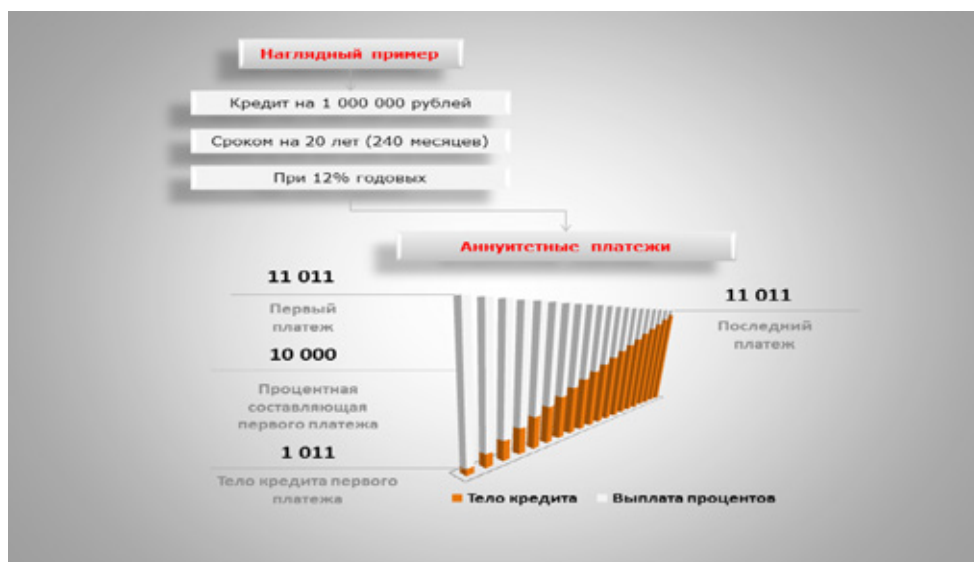 Наглядный пример
Кредит на 1 000 000 рублей
Сроком на 20 лет (240 месяцев)
При 12% годовых
Аннуитетные платежи
11 011
Первый
платеж
10 000
Процентная
составляющая
первого платежа
1 011
Тело кредита первого
платежа
11 011
Последний
платеж
Тело кредита
Выплата процентов